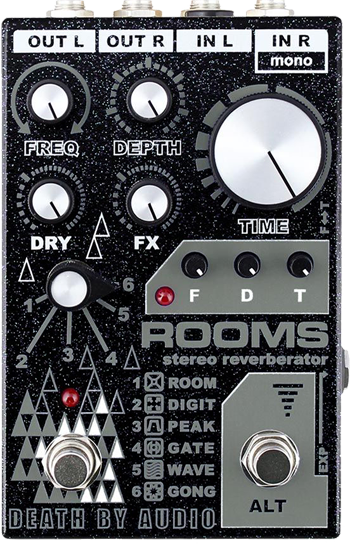 OUT L OUT R IN L IN R
mono
FREQ DEPTH
TIME
F↔T
DRY FX
F D T
1 2 3 4 5 6
ROOMS
stereo reverberator
1 ROOM
2 DIGIT
3 PEAK
4 GATE
5 WAVE
6 GONG
EXP
ALT
DEATH BY AUDIO